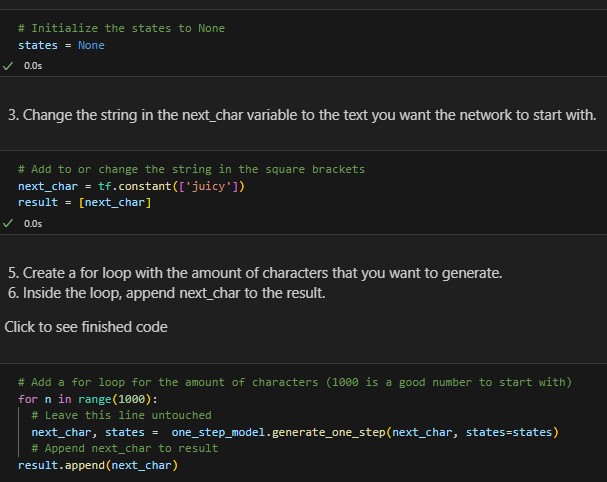 # Initialize the states to None
states = None
0.0s
3. Change the string in the next_char variable to the text you want the network to start with.
# Add to or change the string in the square brackets
next_char = tf.constant(['juicy'])
result = [next_char]
0.0s
5. Create a for loop with the amount of characters that you want to generate.
6. Inside the loop, append next_char to the result.
Click to see finished code
# Add a for loop for the amount of characters (1000 is a good number to start with)
for n in range(1000):
# Leave this line untouched
next_char, states =  one_step_model.generate_one_step(next_char, states=states)
# Append next_char to result
result.append(next_char)